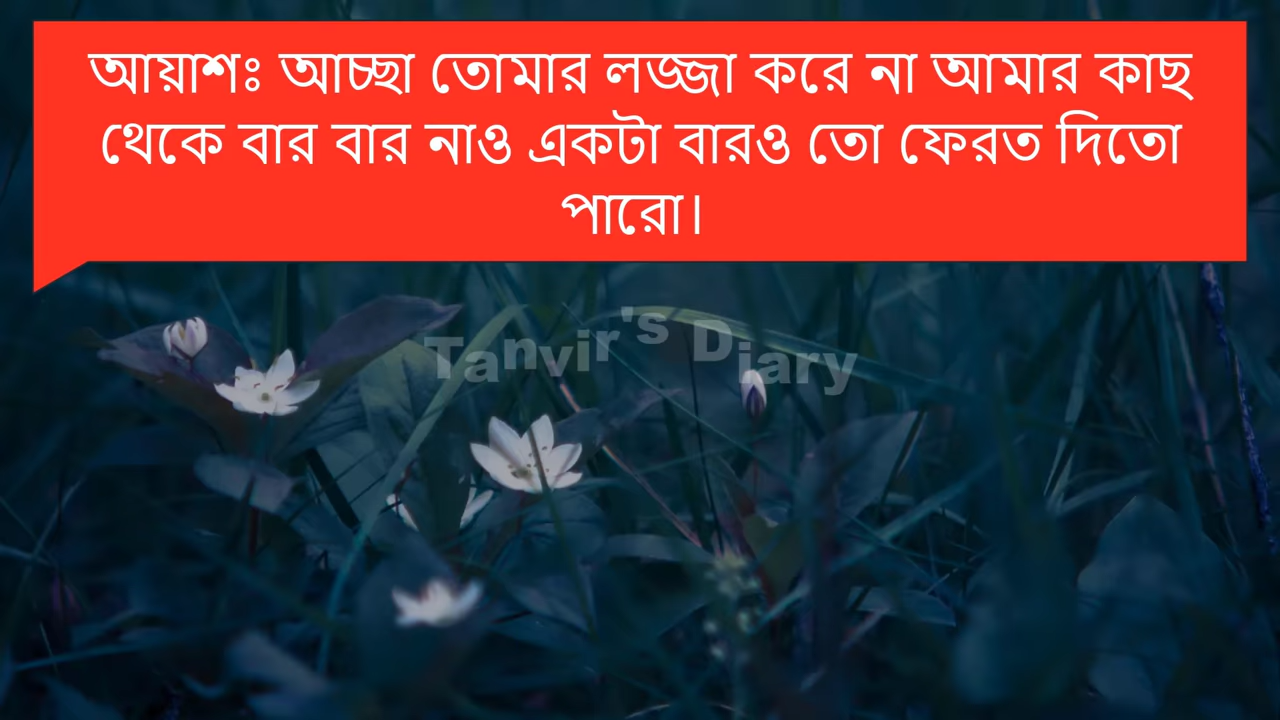 আয়াশঃ আচ্ছা তোমার লজ্জা করে না আমার কাছ
থেকে বার বার নাও একটা বারও তো ফেরত দিতো
পারো।
Tanvir's Diary